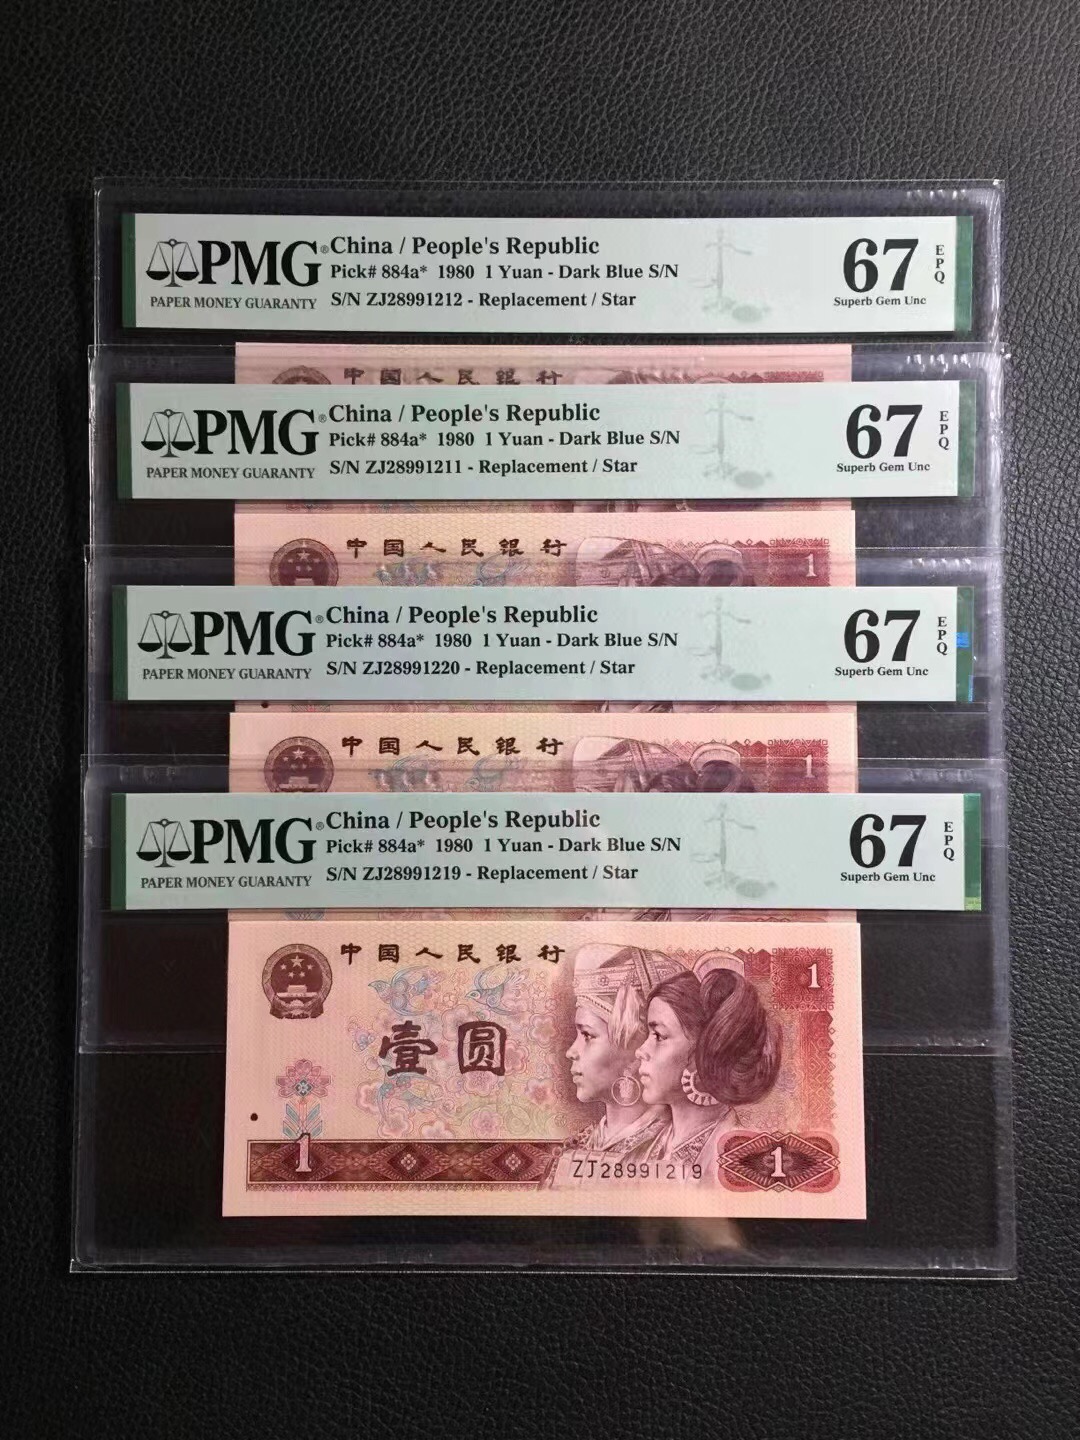 PMG® China / People's Republic
Pick# 884a* 1980 1 Yuan - Dark Blue S/N
PAPER MONEY GUARANTY S/N ZJ28991212 - Replacement / Star
67 EPQ
Superb Gem Unc
中国人民银行
PMG® China / People's Republic
Pick# 884a* 1980 1 Yuan - Dark Blue S/N
PAPER MONEY GUARANTY S/N ZJ28991211 - Replacement / Star
67 EPQ
Superb Gem Unc
中国人民银行
1
PMG® China / People's Republic
Pick# 884a* 1980 1 Yuan - Dark Blue S/N
PAPER MONEY GUARANTY S/N ZJ28991220 - Replacement / Star
67 EPQ
Superb Gem Unc
中国人民银行
1
PMG® China / People's Republic
Pick# 884a* 1980 1 Yuan - Dark Blue S/N
PAPER MONEY GUARANTY S/N ZJ28991219 - Replacement / Star
67 EPQ
Superb Gem Unc
中国人民银行
1
壹圆
1
ZJ28991219
1